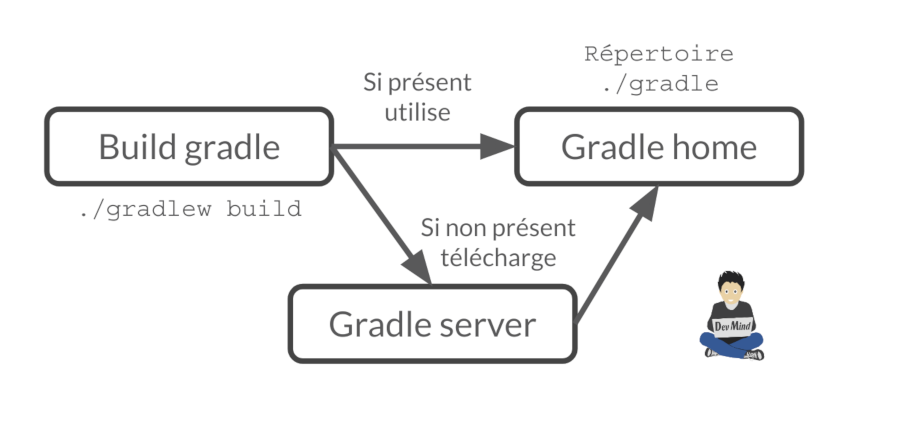 Répertoire
./gradle
Si présent
utilise
Build gradle
Gradle home
./gradlew build
Si non présent
télécharge
Gradle server
Dev Mind